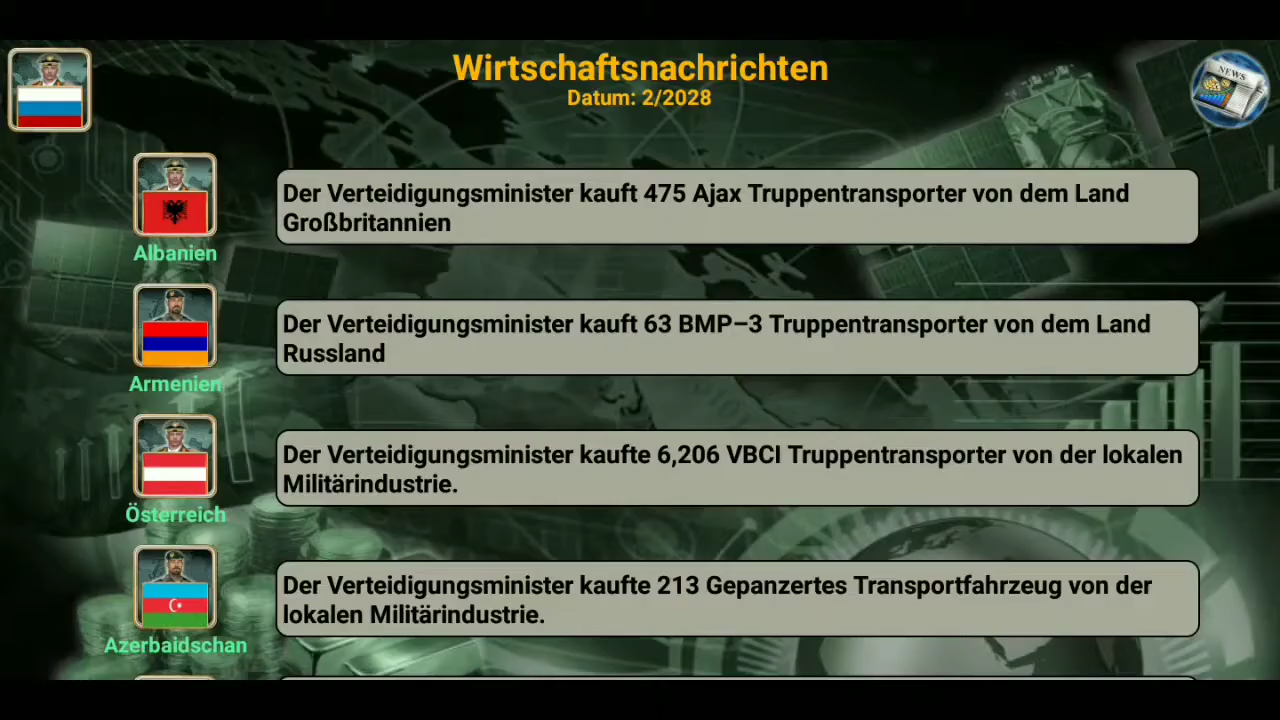 Wirtschaftsnachrichten
Datum: 2/2028
NEWS
Der Verteidigungsminister kauft 475 Ajax Truppentransporter von dem Land
Großbritannien
Albanien
Der Verteidigungsminister kauft 63 BMP–3 Truppentransporter von dem Land
Russland
Armenien
Der Verteidigungsminister kaufte 6,206 VBCI Truppentransporter von der lokalen
Militärindustrie.
Österreich
Der Verteidigungsminister kaufte 213 Gepanzertes Transportfahrzeug von der
lokalen Militärindustrie.
Azerbaidschan